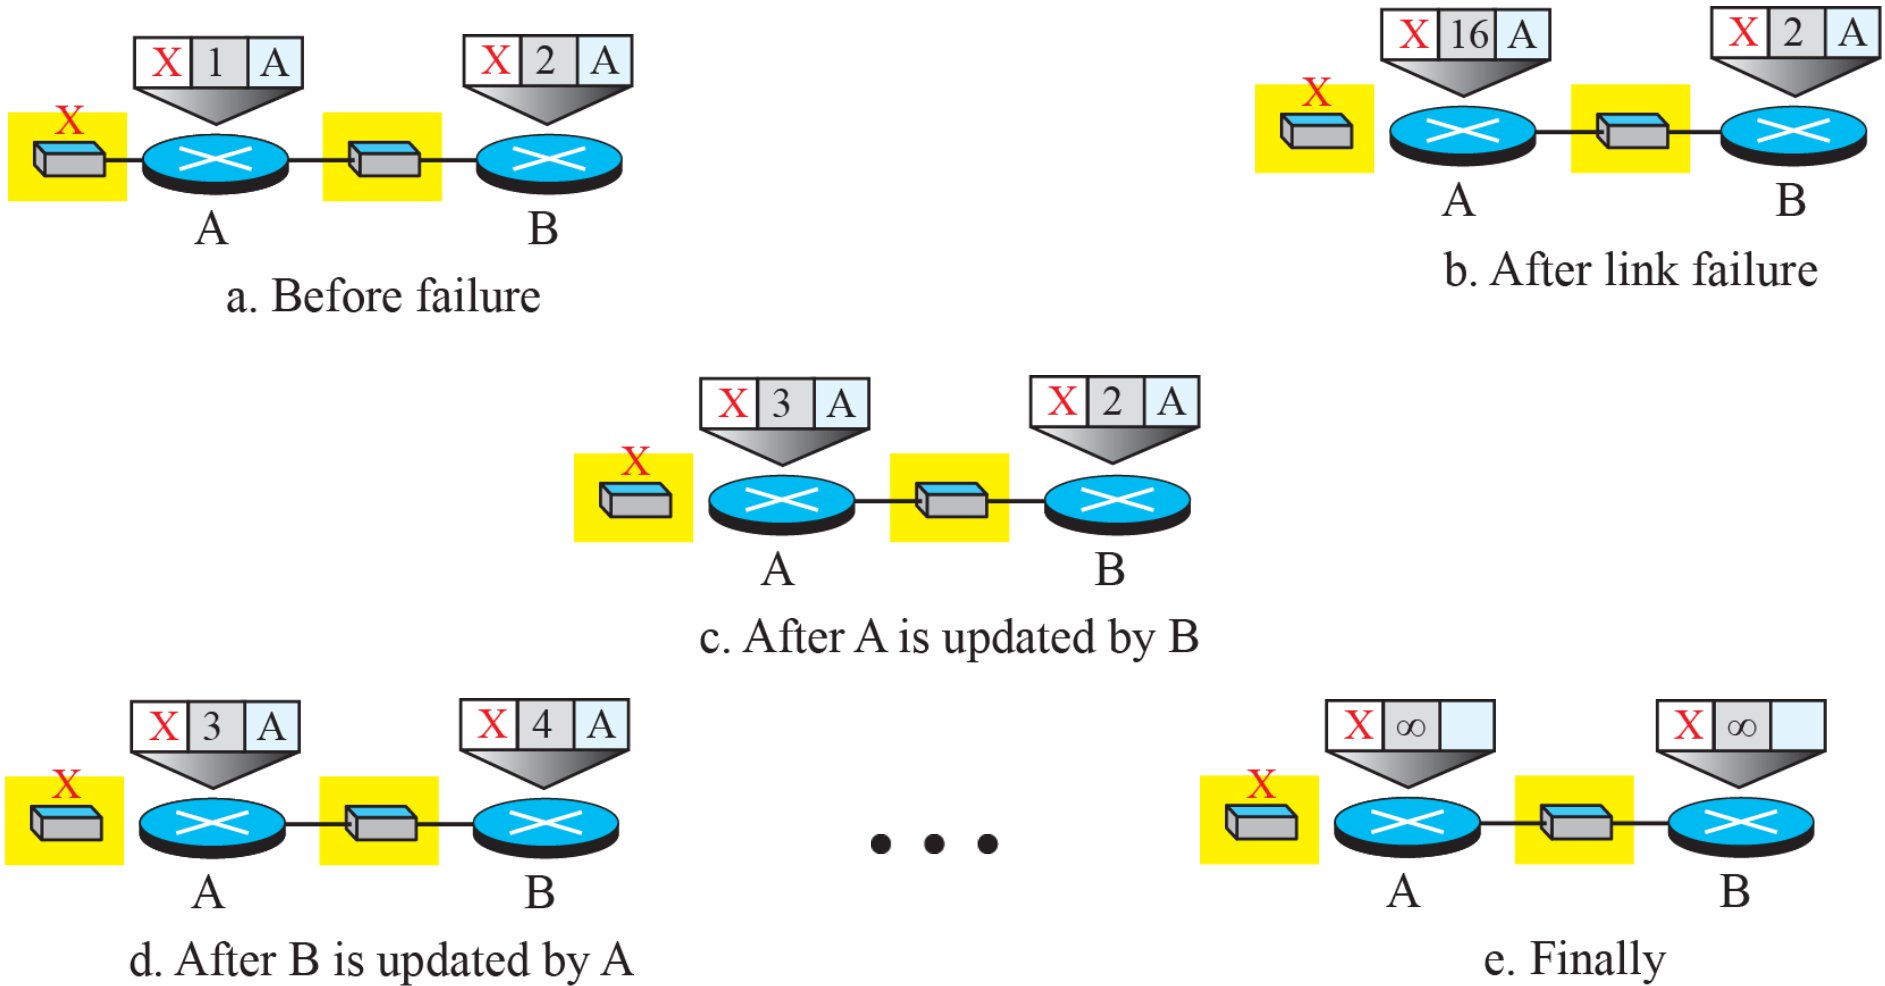 X 1 A
X 2 A
X
A
B
a. Before failure
X 16 A
X 2 A
X
A
B
b. After link failure
X 3 A
X 2 A
X
A
B
c. After A is updated by B
X 3 A
X 4 A
X
A
B
d. After B is updated by A
• • •
X ∞
X ∞
X
A
B
e. Finally